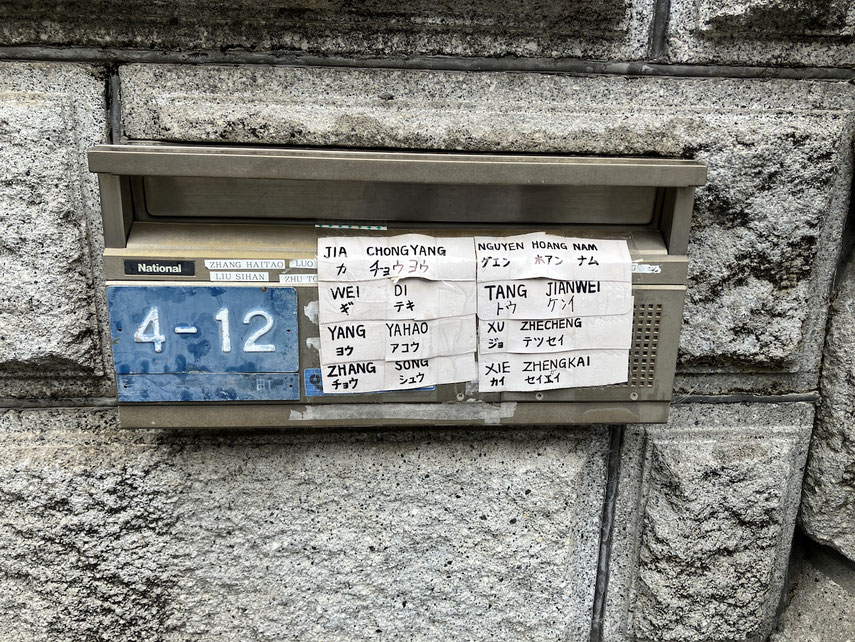 National
ZHANG HAITAO
LIU SIHAN
4-12
JIA CHONGYANG
カ チョウヨウ
WEI DI
ギ テキ
YANG YAHAO
ヨウ アコウ
ZHANG SONG
チョウ シュウ
NGUYEN HOANG NAM
グエン ホアン ナム
TANG JIANWEI
トウ ケンイ
XU ZHECHENG
ジョ テツセイ
XIE ZHENGKAI
カイ セイエイ